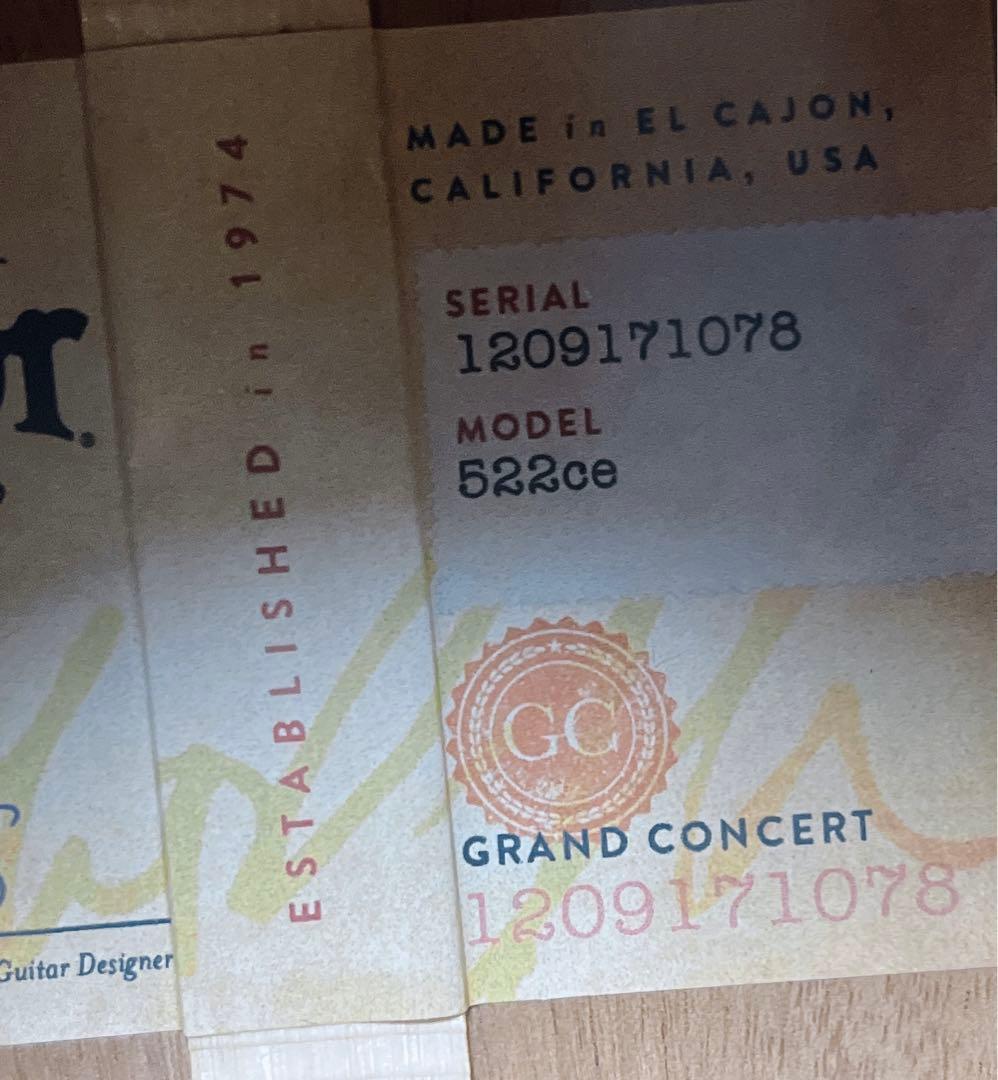 MADE in EL CAJON,
CALIFORNIA, USA
ESTABLISHED in 1974
SERIAL
1209171078
MODEL
522ce
GC
GRAND CONCERT
1209171078
Guitar Designer